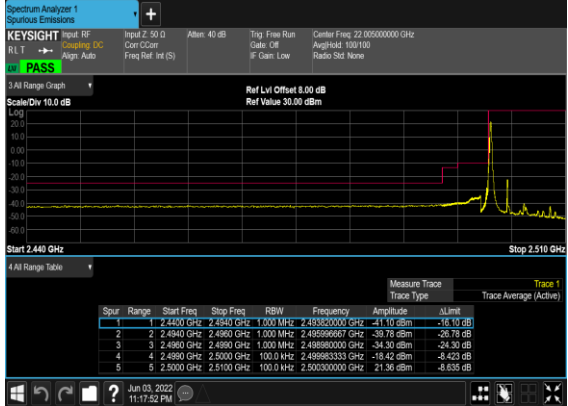 Spectrum Analyzer 1
Spurious Emissions
+
KEYSIGHT Input: RF Input Z: 50 Ω Atten: 40 dB Trig: Free Run Center Freq: 22.005000000 GHz
RLT Coupling: DC Corr CCorr Gate: Off Avg|Hold: 100/100
Align: Auto Freq Ref: Int (S) IF Gain: Low Radio Std: None
PASS
3 All Range Graph
Ref Lvl Offset 8.00 dB
Scale/Div 10.0 dB Ref Value 30.00 dBm
Log
20.0
10.0
0.00
-10.0
-20.0
-30.0
-40.0
-50.0
-60.0
Start 2.440 GHz Stop 2.510 GHz
4 All Range Table
Measure Trace Trace 1
Trace Type Trace Average (Active)
Spur Range Start Freq Stop Freq RBW Frequency Amplitude ΔLimit
1 1 2.4400 GHz 2.4940 GHz 1.000 MHz 2.493820000 GHz -41.10 dBm -16.10 dB
2 2 2.4940 GHz 2.4960 GHz 1.000 MHz 2.495996667 GHz -39.78 dBm -26.78 dB
3 3 2.4960 GHz 2.4990 GHz 1.000 MHz 2.498980000 GHz -34.30 dBm -24.30 dB
4 4 2.4990 GHz 2.5000 GHz 100.0 kHz 2.499983333 GHz -18.42 dBm -8.423 dB
5 5 2.5000 GHz 2.5100 GHz 100.0 kHz 2.500300000 GHz 21.36 dBm -8.635 dB
Jun 03, 2022
11:17:52 PM